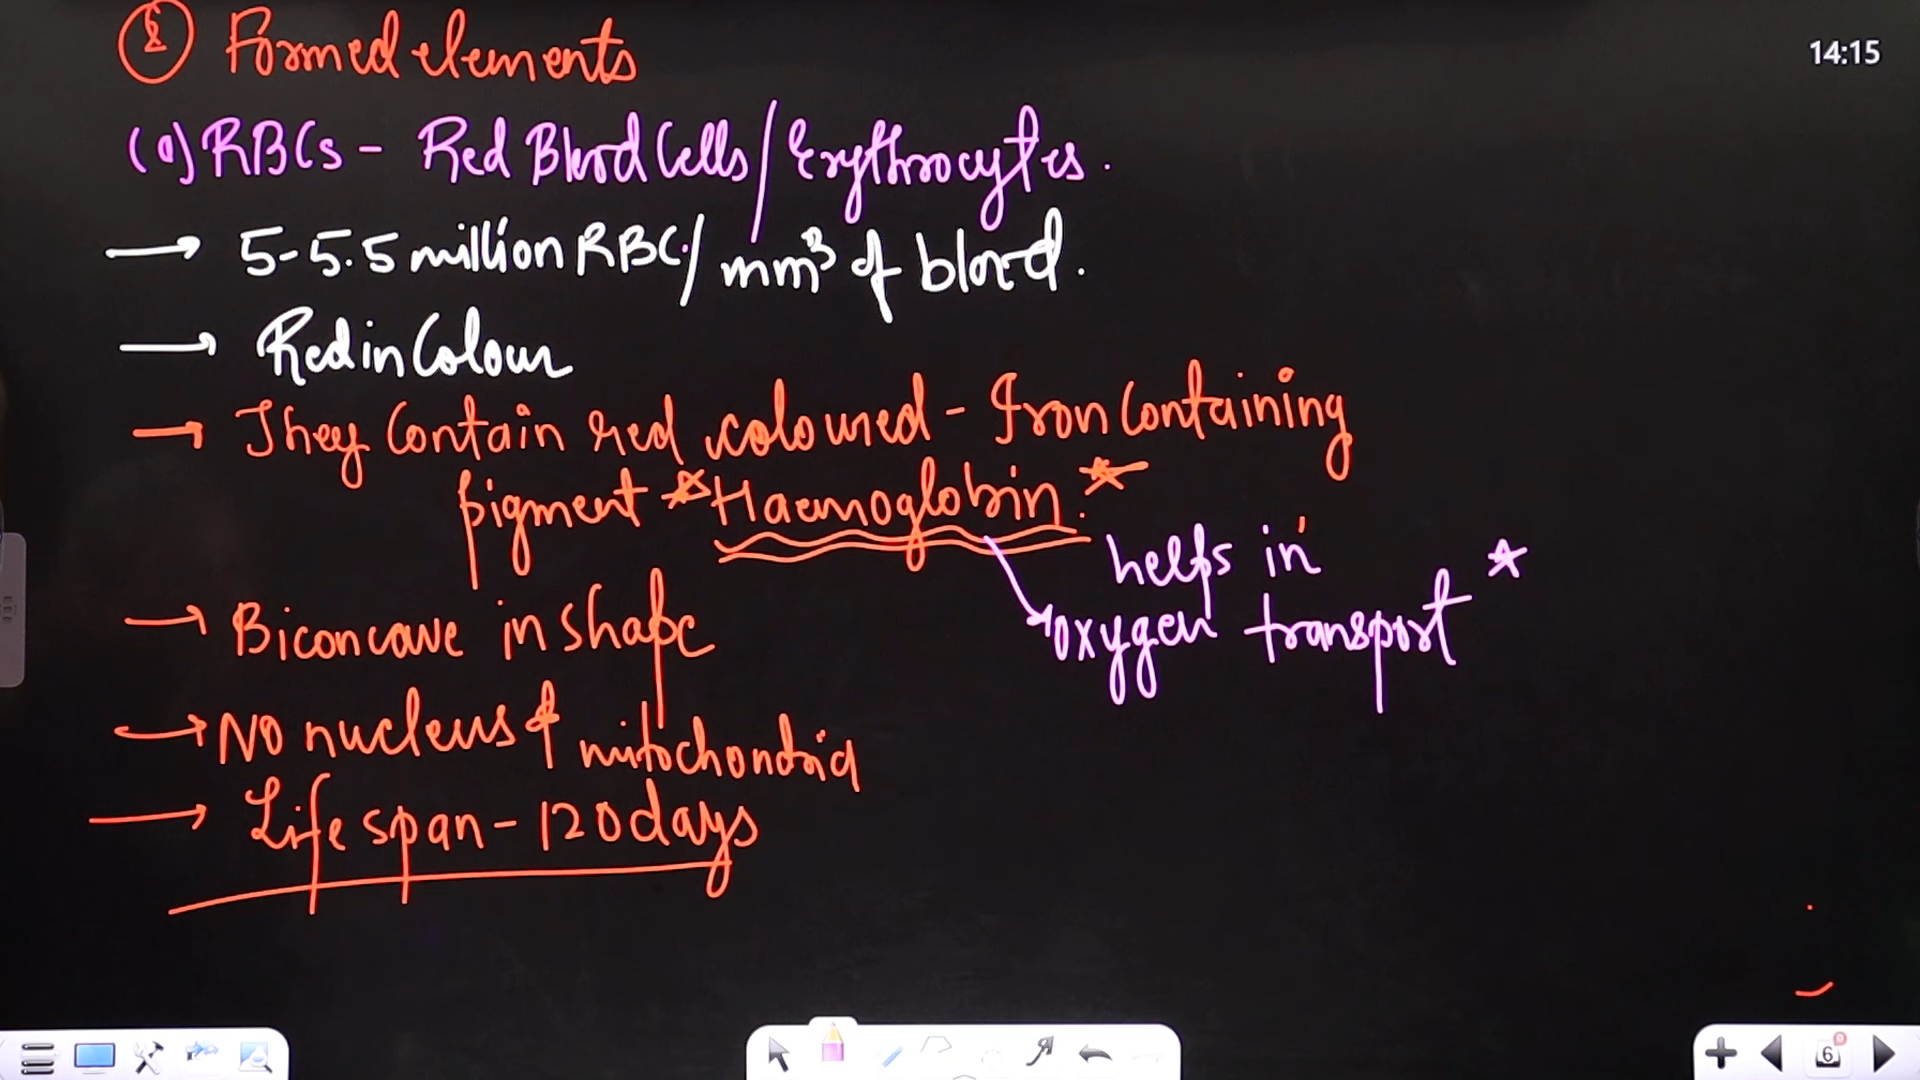 ② Formed elements
14:15
(a) RBCs - Red Blood Cells / Erythrocytes.
→ 5-5.5 million RBC / mm³ of blood.
→ Red in Colour
→ They Contain red coloured - Iron Containing
pigment ☆ Haemoglobin. ☆
helps in ☆
oxygen transport
→ Biconcave in shape
→ No nucleus & mitochondria
→ Life span - 120 days
6